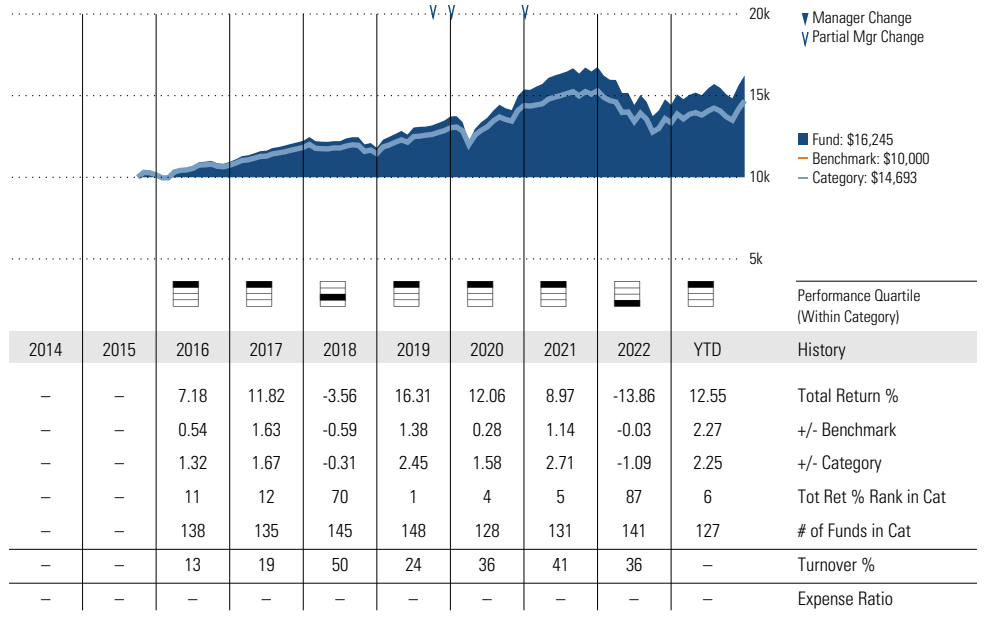 20k
Manager Change
Partial Mgr Change
15k
Fund: $16,245
Benchmark: $10,000
Category: $14,693
10k
5k
Performance Quartile
(Within Category)
2014 2015 2016 2017 2018 2019 2020 2021 2022 YTD History
– – 7.18 11.82 -3.56 16.31 12.06 8.97 -13.86 12.55 Total Return %
– – 0.54 1.63 -0.59 1.38 0.28 1.14 -0.03 2.27 +/- Benchmark
– – 1.32 1.67 -0.31 2.45 1.58 2.71 -1.09 2.25 +/- Category
– – 11 12 70 1 4 5 87 6 Tot Ret % Rank in Cat
– – 138 135 145 148 128 131 141 127 # of Funds in Cat
– – 13 19 50 24 36 41 36 – Turnover %
– – – – – – – – – – Expense Ratio